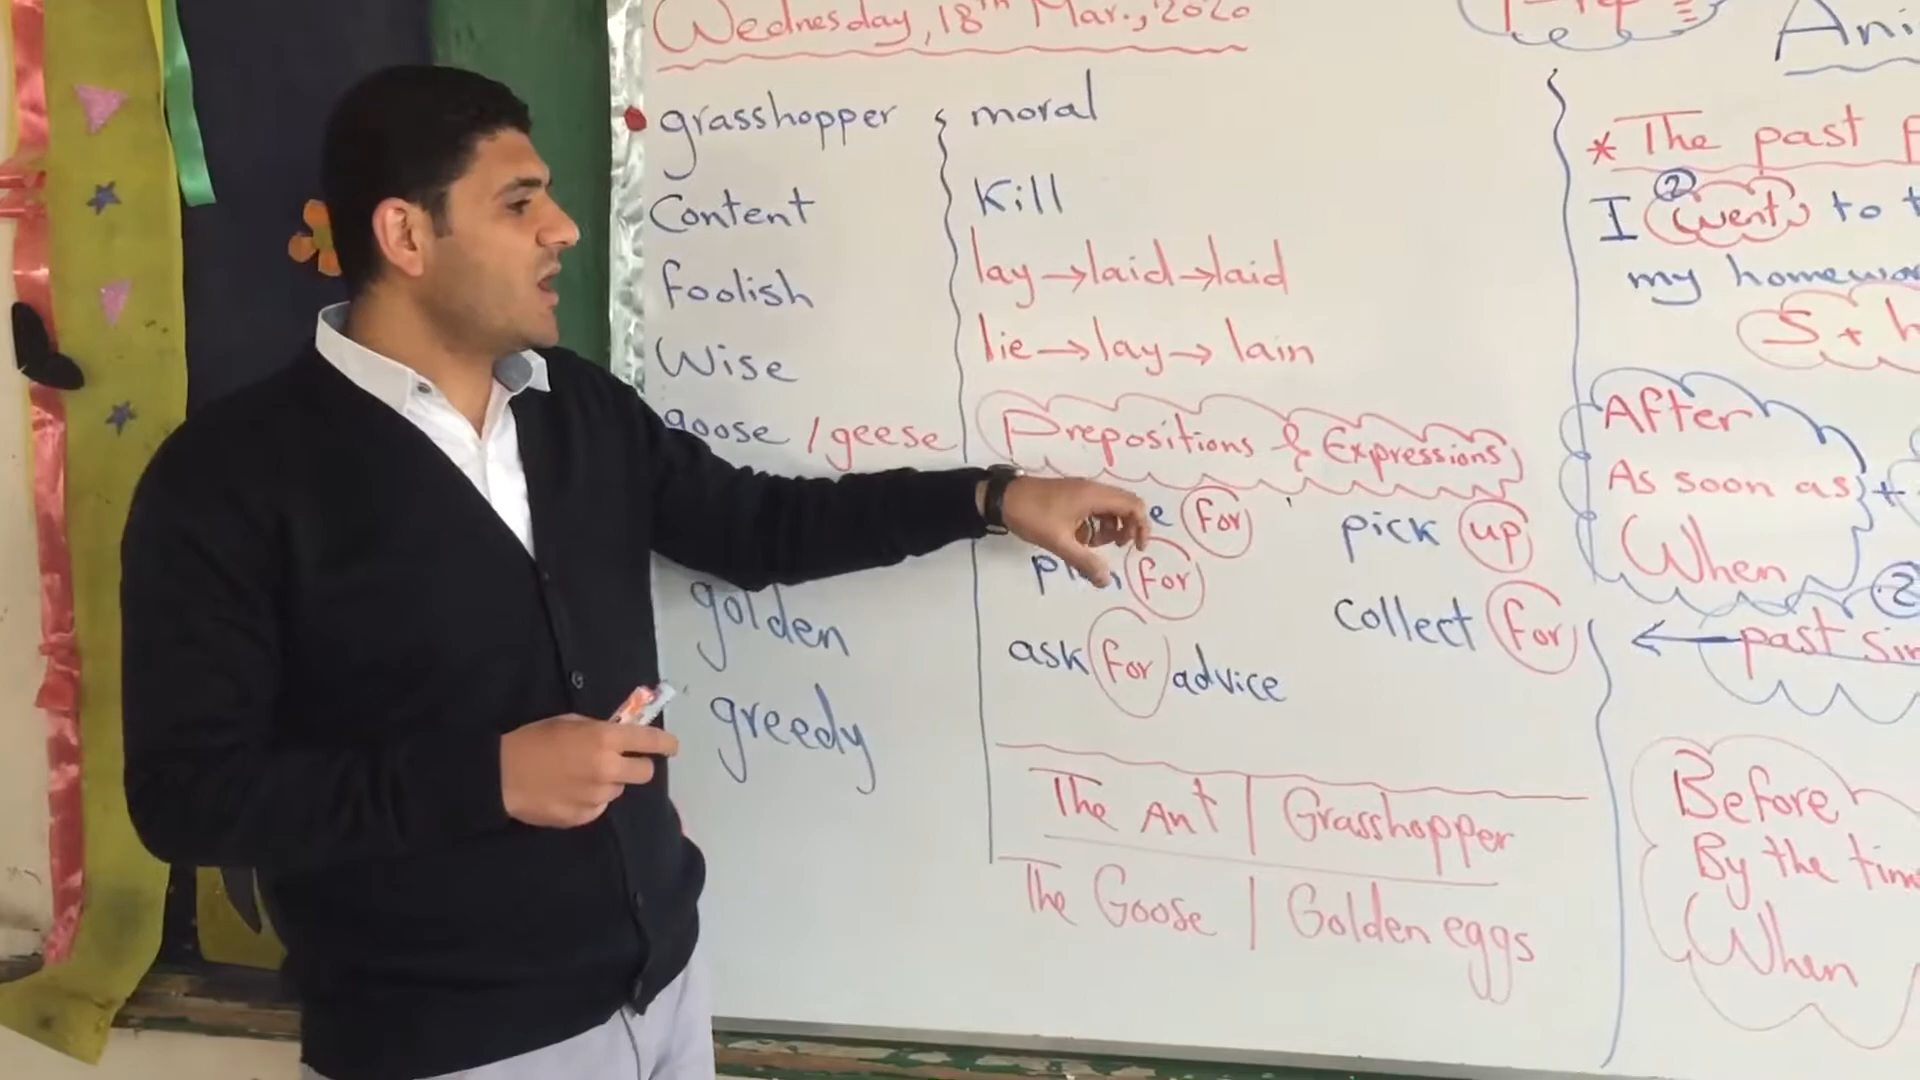 Wednesday, 18th Mar., 2020
grasshopper
Content
foolish
Wise
goose / geese
golden
greedy
moral
Kill
lay → laid → laid
lie → lay → lain
Prepositions & Expressions
for
for
ask for advice
pick up
collect for
The Ant | Grasshopper
The Goose | Golden eggs
* The past
2
I went to
my
S +
After
As soon as +
When
2
← past
Before
By the
When